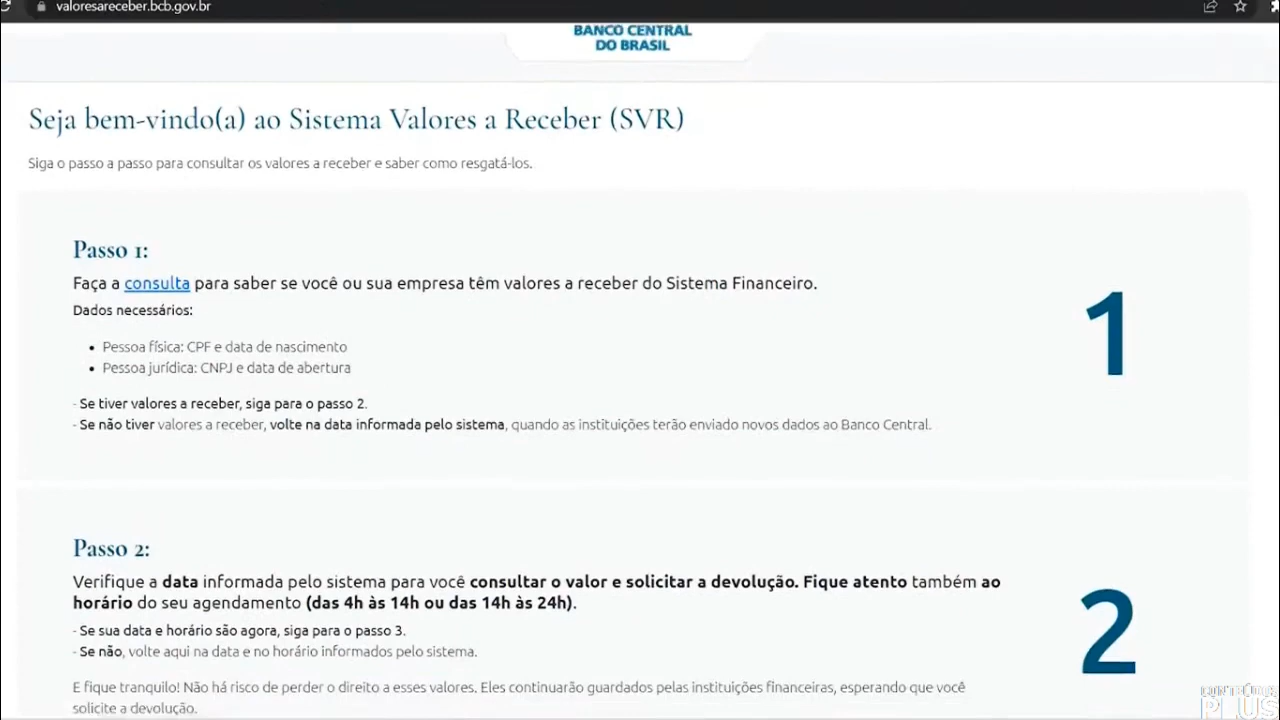 valoresareceber.bcb.gov.br
BANCO CENTRAL
DO BRASIL
Seja bem-vindo(a) ao Sistema Valores a Receber (SVR)
Siga o passo a passo para consultar os valores a receber e saber como resgatá-los.
Passo 1:
Faça a consulta para saber se você ou sua empresa têm valores a receber do Sistema Financeiro.
Dados necessários:
• Pessoa física: CPF e data de nascimento
• Pessoa jurídica: CNPJ e data de abertura
- Se tiver valores a receber, siga para o passo 2.
- Se não tiver valores a receber, volte na data informada pelo sistema, quando as instituições terão enviado novos dados ao Banco Central.
1
Passo 2:
Verifique a data informada pelo sistema para você consultar o valor e solicitar a devolução. Fique atento também ao
horário do seu agendamento (das 4h às 14h ou das 14h às 24h).
- Se sua data e horário são agora, siga para o passo 3.
- Se não, volte aqui na data e no horário informados pelo sistema.
E fique tranquilo! Não há risco de perder o direito a esses valores. Eles continuarão guardados pelas instituições financeiras, esperando que você
solicite a devolução.
2
CONTEÚDOS
PLUS